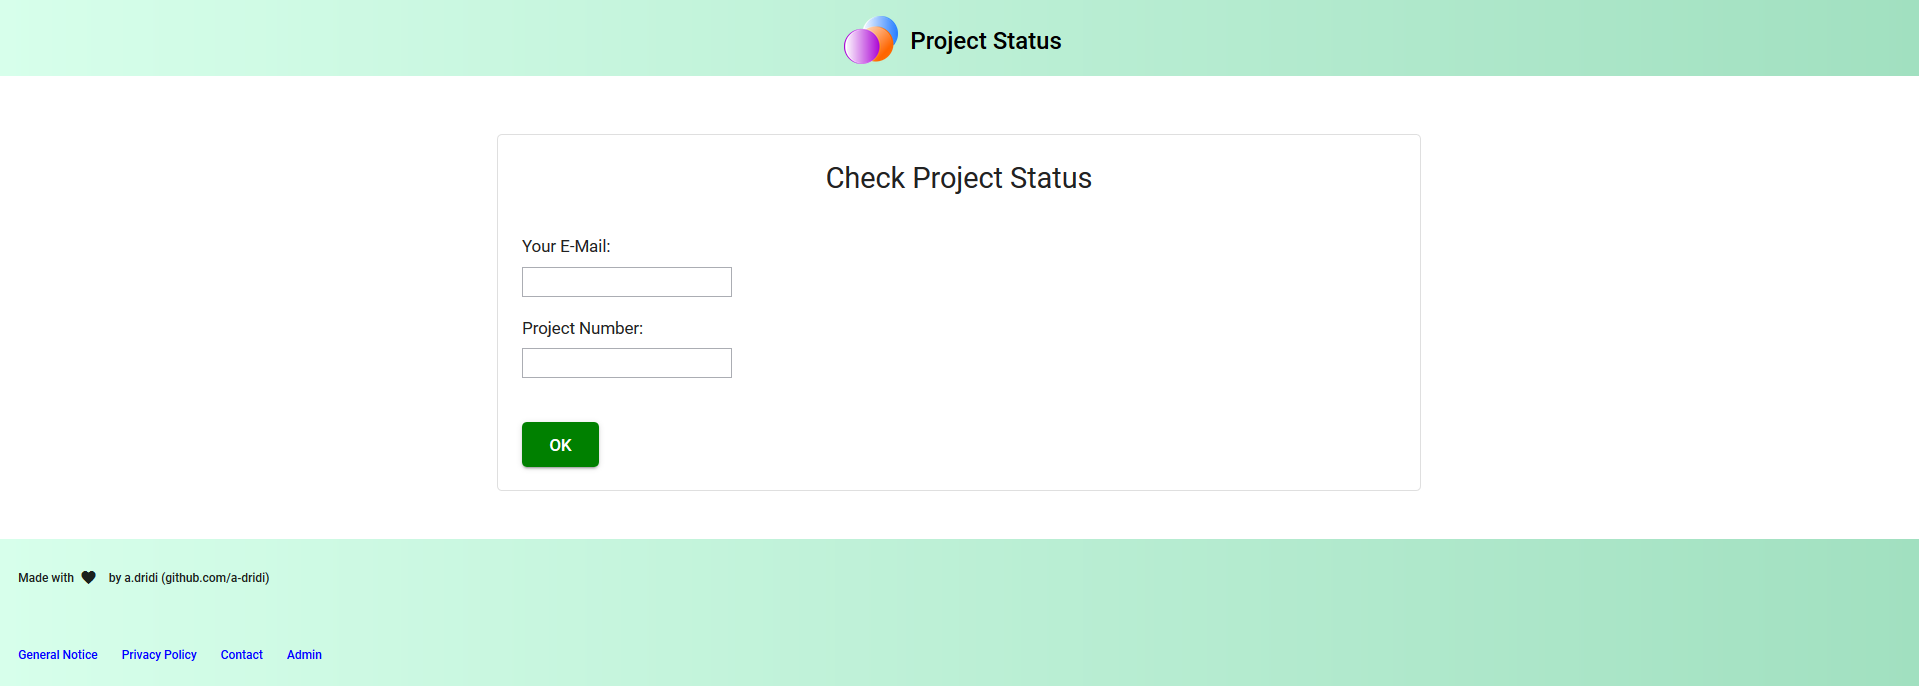 Project Status
Check Project Status
Your E-Mail:
Project Number:
OK
Made with by a.dridi (github.com/a-dridi)
General Notice Privacy Policy Contact Admin